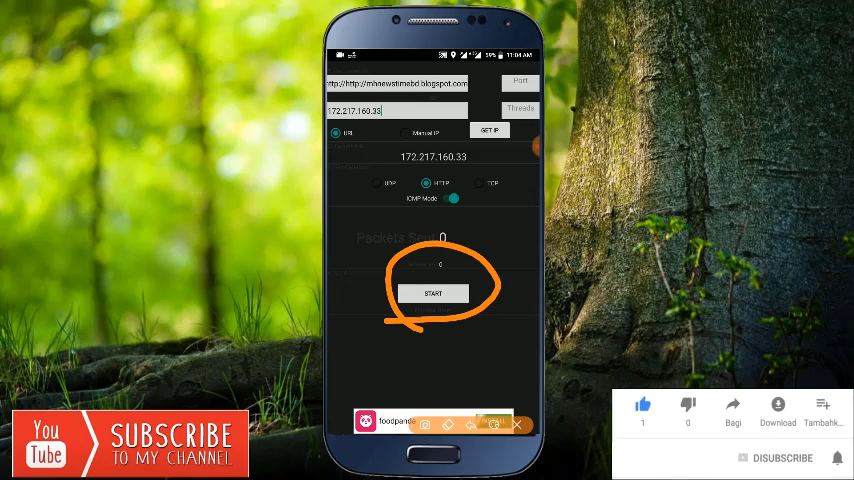 59% 11:04 AM
http://http://mhnewstimebd.blogspot.com
Port
172.217.160.33
Threads
URL
Manual IP
GET IP
172.217.160.33
UDP
HTTP
TCP
ICMP Mode
Packets Sent 0
0
START
foodpanda
INSTALL
You
Tube
SUBSCRIBE
TO MY CHANNEL
1
0
Bagi
Download
Tambahk...
DISUBSCRIBE